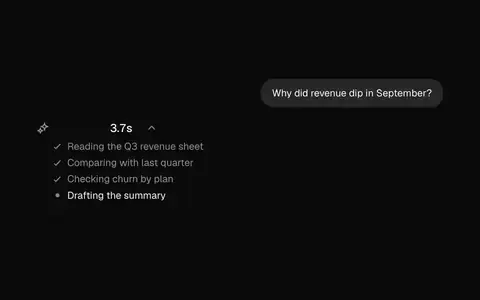 Why did revenue dip in September?
3.7s
Reading the Q3 revenue sheet
Comparing with last quarter
Checking churn by plan
Drafting the summary